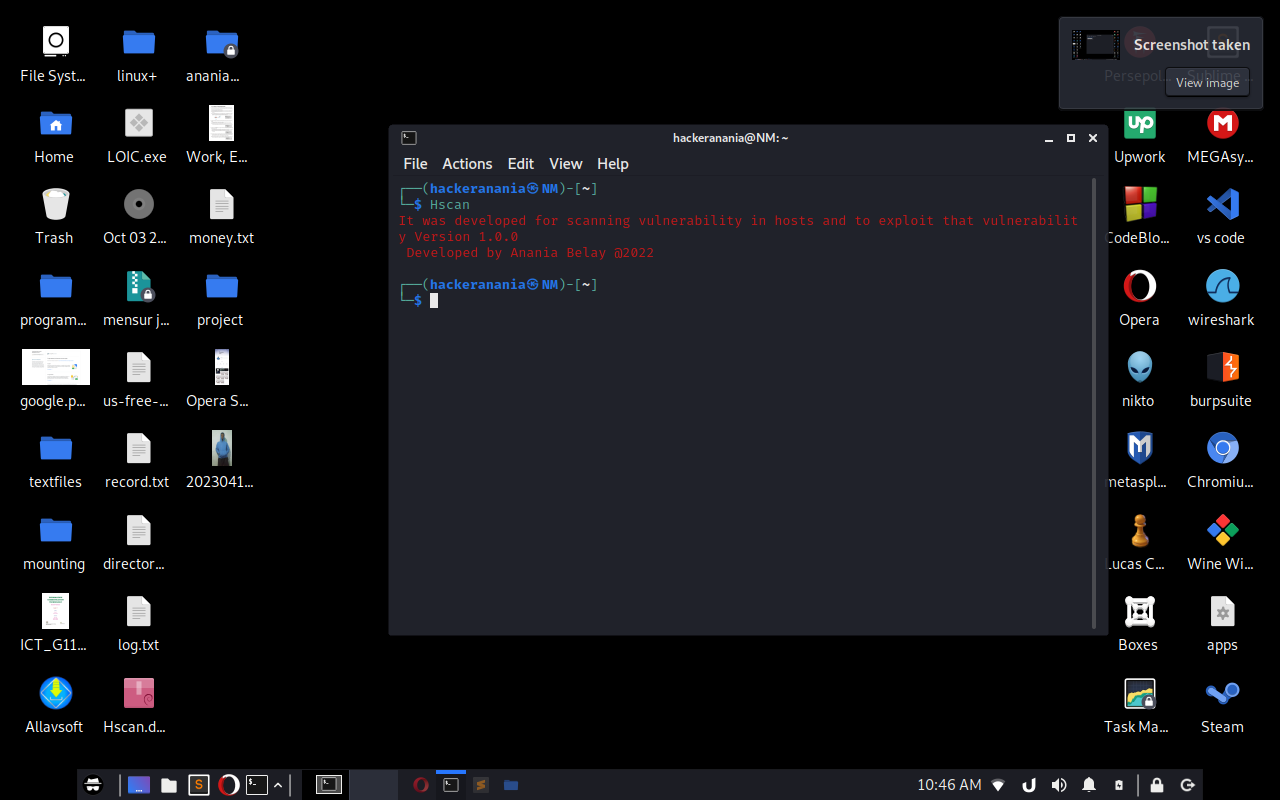 File Syst...
linux+
anania...
Home
LOIC.exe
Work, E...
Trash
Oct 03 2...
money.txt
program...
mensur j...
project
google.p...
us-free-...
Opera S...
textfiles
record.txt
2023041...
mounting
director...
ICT_G11...
log.txt
Allavsoft
Hscan.d...
Screenshot taken
View image
Persepol...
Sublime ...
hackeranania@NM: ~
File Actions Edit View Help
┌──(hackeranania㉿NM)-[~]
└─$ Hscan
It was developed for scanning vulnerability in hosts and to exploit that vulnerabilit
y Version 1.0.0
Developed by Anania Belay @2022
┌──(hackeranania㉿NM)-[~]
└─$
Upwork
MEGAsy...
CodeBlo...
vs code
Opera
wireshark
nikto
burpsuite
metaspl...
Chromiu...
Lucas C...
Wine Wi...
Boxes
apps
Task Ma...
Steam
10:46 AM